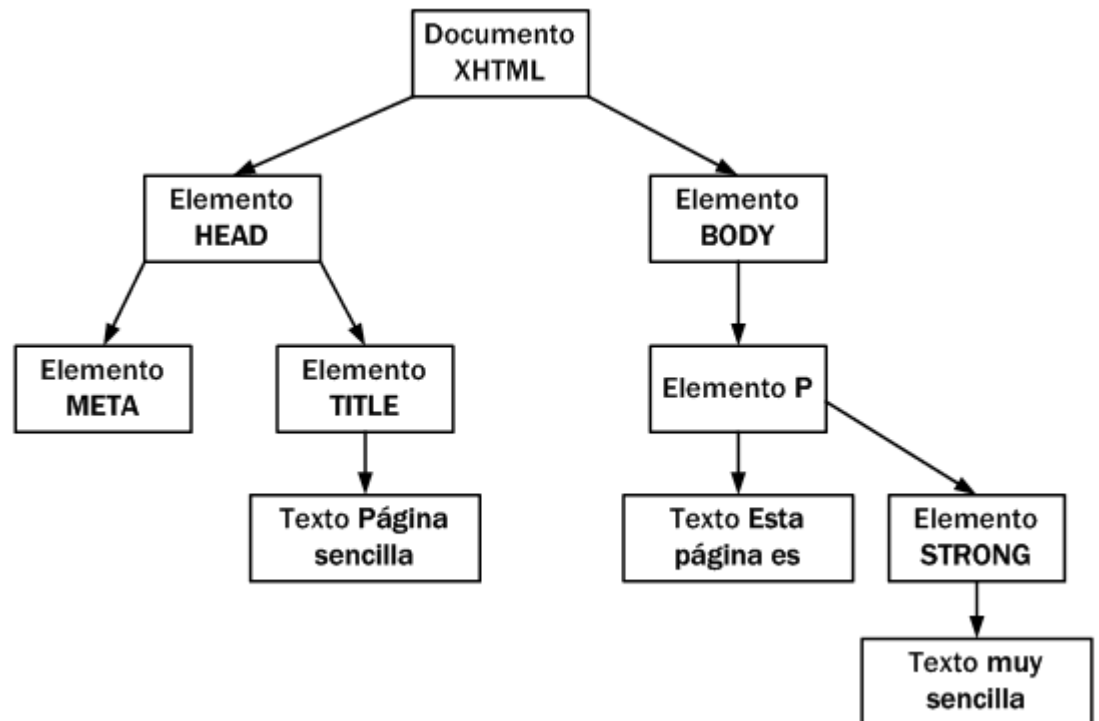 Documento
XHTML
Elemento
HEAD
Elemento
BODY
Elemento
META
Elemento
TITLE
Elemento P
Texto Página
sencilla
Texto Esta
página es
Elemento
STRONG
Texto muy
sencilla